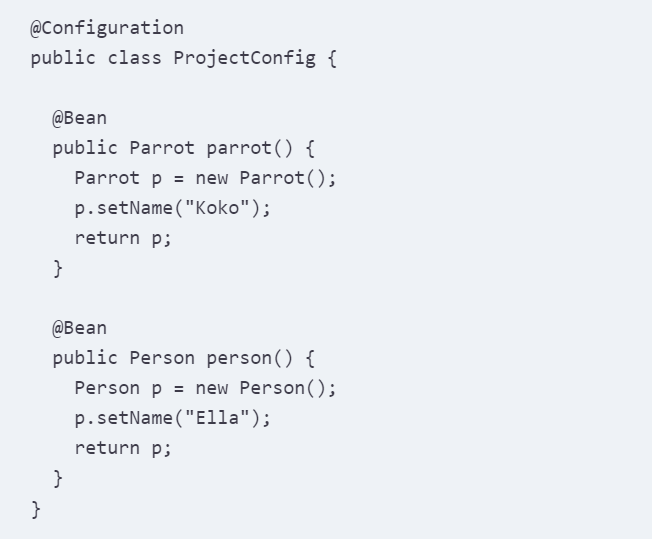 @Configuration
public class ProjectConfig {
@Bean
public Parrot parrot() {
Parrot p = new Parrot();
p.setName("Koko");
return p;
}
@Bean
public Person person() {
Person p = new Person();
p.setName("Ella");
return p;
}
}